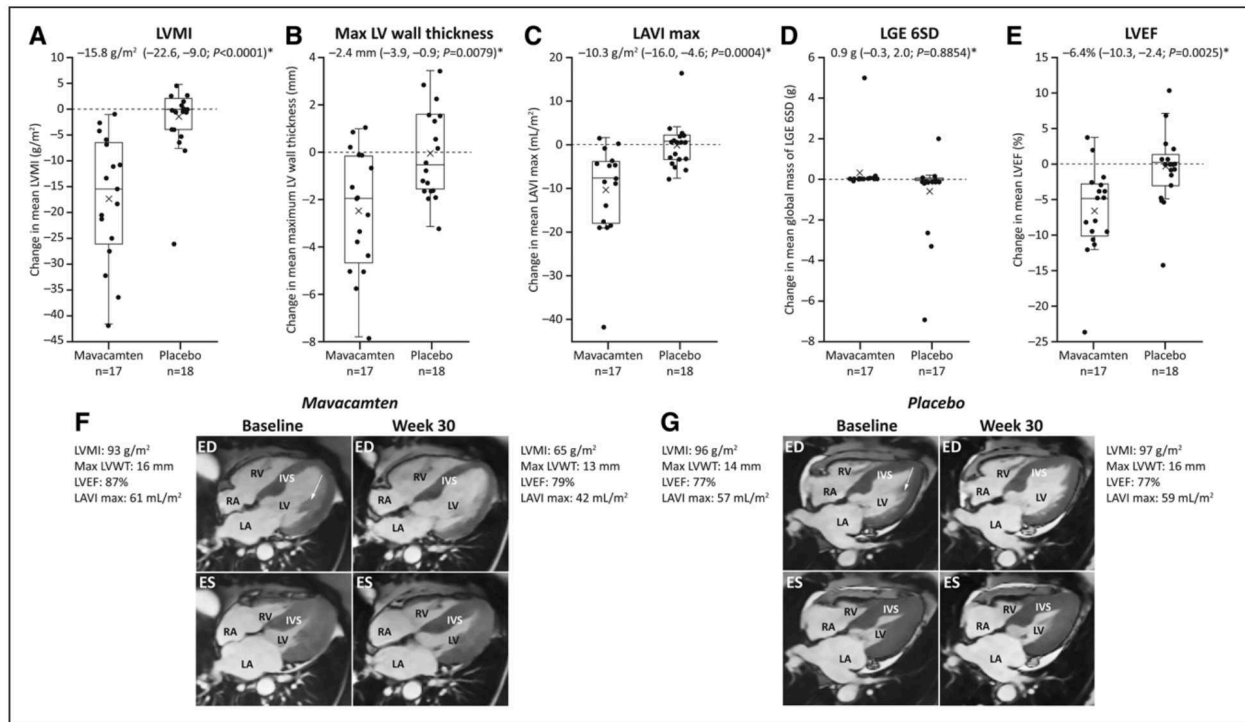 A
LVMI
–15.8 g/m² (–22.6, –9.0; P<0.0001)*
Change in mean LVMI (g/m²)
10
5
0
–5
–10
–15
–20
–25
–30
–35
–40
–45
Mavacamten
n=17
Placebo
n=18
B
Max LV wall thickness
–2.4 mm (–3.9, –0.9; P=0.0079)*
Change in mean maximum LV wall thickness (mm)
4
2
0
–2
–4
–6
–8
Mavacamten
n=17
Placebo
n=18
C
LAVI max
–10.3 g/m² (–16.0, –4.6; P=0.0004)*
Change in mean LAVI max (mL/m²)
20
10
0
–10
–20
–30
–40
–50
Mavacamten
n=17
Placebo
n=18
D
LGE 6SD
0.9 g (–0.3, 2.0; P=0.8854)*
Change in mean global mass of LGE 6SD (g)
6
4
2
0
–2
–4
–6
–8
Mavacamten
n=17
Placebo
n=17
E
LVEF
–6.4% (–10.3, –2.4; P=0.0025)*
Change in mean LVEF (%)
15
10
5
0
–5
–10
–15
–20
–25
Mavacamten
n=17
Placebo
n=18
F
Mavacamten
Baseline
Week 30
LVMI: 93 g/m²
Max LVWT: 16 mm
LVEF: 87%
LAVI max: 61 mL/m²
ED
RV
IVS
RA
LV
LA
ED
RV
IVS
RA
LV
LA
LVMI: 65 g/m²
Max LVWT: 13 mm
LVEF: 79%
LAVI max: 42 mL/m²
ES
RV
IVS
RA
LV
LA
ES
RV
IVS
RA
LV
LA
G
Placebo
Baseline
Week 30
LVMI: 96 g/m²
Max LVWT: 14 mm
LVEF: 77%
LAVI max: 57 mL/m²
ED
RV
IVS
RA
LV
LA
ED
RV
IVS
RA
LV
LA
LVMI: 97 g/m²
Max LVWT: 16 mm
LVEF: 77%
LAVI max: 59 mL/m²
ES
RV
IVS
RA
LV
LA
ES
RV
IVS
RA
LV
LA